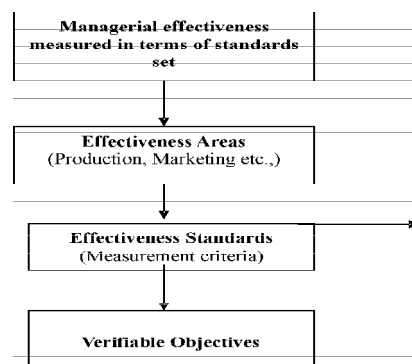 Managerial effectiveness
measured in terms of standards
set
Effectiveness Areas
(Production, Marketing etc.,)
Effectiveness Standards
(Measurement criteria)
Verifiable Objectives